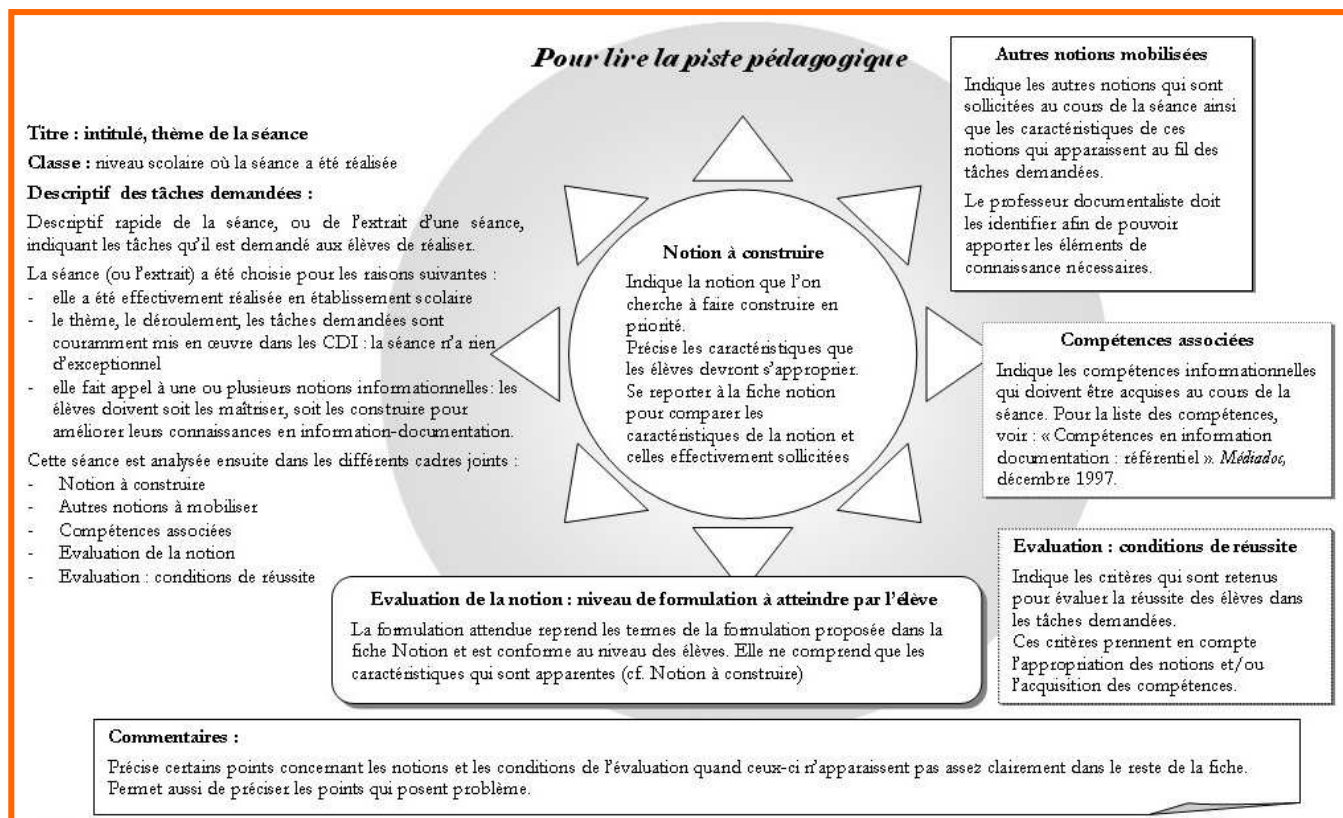 Pour lire la piste pédagogique
Titre : intitulé, thème de la séance
Classe : niveau scolaire où la séance a été réalisée
Descriptif des tâches demandées :
Descriptif rapide de la séance, ou de l'extrait d'une séance,
indiquant les tâches qu'il est demandé aux élèves de réaliser.
La séance (ou l'extrait) a été choisie pour les raisons suivantes :
- elle a été effectivement réalisée en établissement scolaire
- le thème, le déroulement, les tâches demandées sont
couramment mis en œuvre dans les CDI : la séance n'a rien
d'exceptionnel
- elle fait appel à une ou plusieurs notions informationnelles: les
élèves doivent soit les maîtriser, soit les construire pour
améliorer leurs connaissances en information-documentation.
Cette séance est analysée ensuite dans les différents cadres joints :
- Notion à construire
- Autres notions à mobiliser
- Compétences associées
- Evaluation de la notion
- Evaluation : conditions de réussite
Notion à construire
Indique la notion que l'on
cherche à faire construire en
priorité.
Précise les caractéristiques que
les élèves devront s'approprier.
Se reporter à la fiche notion
pour comparer les
caractéristiques de la notion et
celles effectivement sollicitées
Autres notions mobilisées
Indique les autres notions qui sont
sollicitées au cours de la séance ainsi
que les caractéristiques de ces
notions qui apparaissent au fil des
tâches demandées.
Le professeur documentaliste doit
les identifier afin de pouvoir
apporter les éléments de
connaissance nécessaires.
Compétences associées
Indique les compétences informationnelles
qui doivent être acquises au cours de la
séance. Pour la liste des compétences,
voir : « Compétences en information
documentation : référentiel ». Médiadoc,
décembre 1997.
Evaluation : conditions de réussite
Indique les critères qui sont retenus
pour évaluer la réussite des élèves dans
les tâches demandées.
Ces critères prennent en compte
l'appropriation des notions et/ou
l'acquisition des compétences.
Evaluation de la notion : niveau de formulation à atteindre par l'élève
La formulation attendue reprend les termes de la formulation proposée dans la
fiche Notion et est conforme au niveau des élèves. Elle ne comprend que les
caractéristiques qui sont apparentes (cf. Notion à construire)
Commentaires :
Précise certains points concernant les notions et les conditions de l'évaluation quand ceux-ci n'apparaissent pas assez clairement dans le reste de la fiche.
Permet aussi de préciser les points qui posent problème.